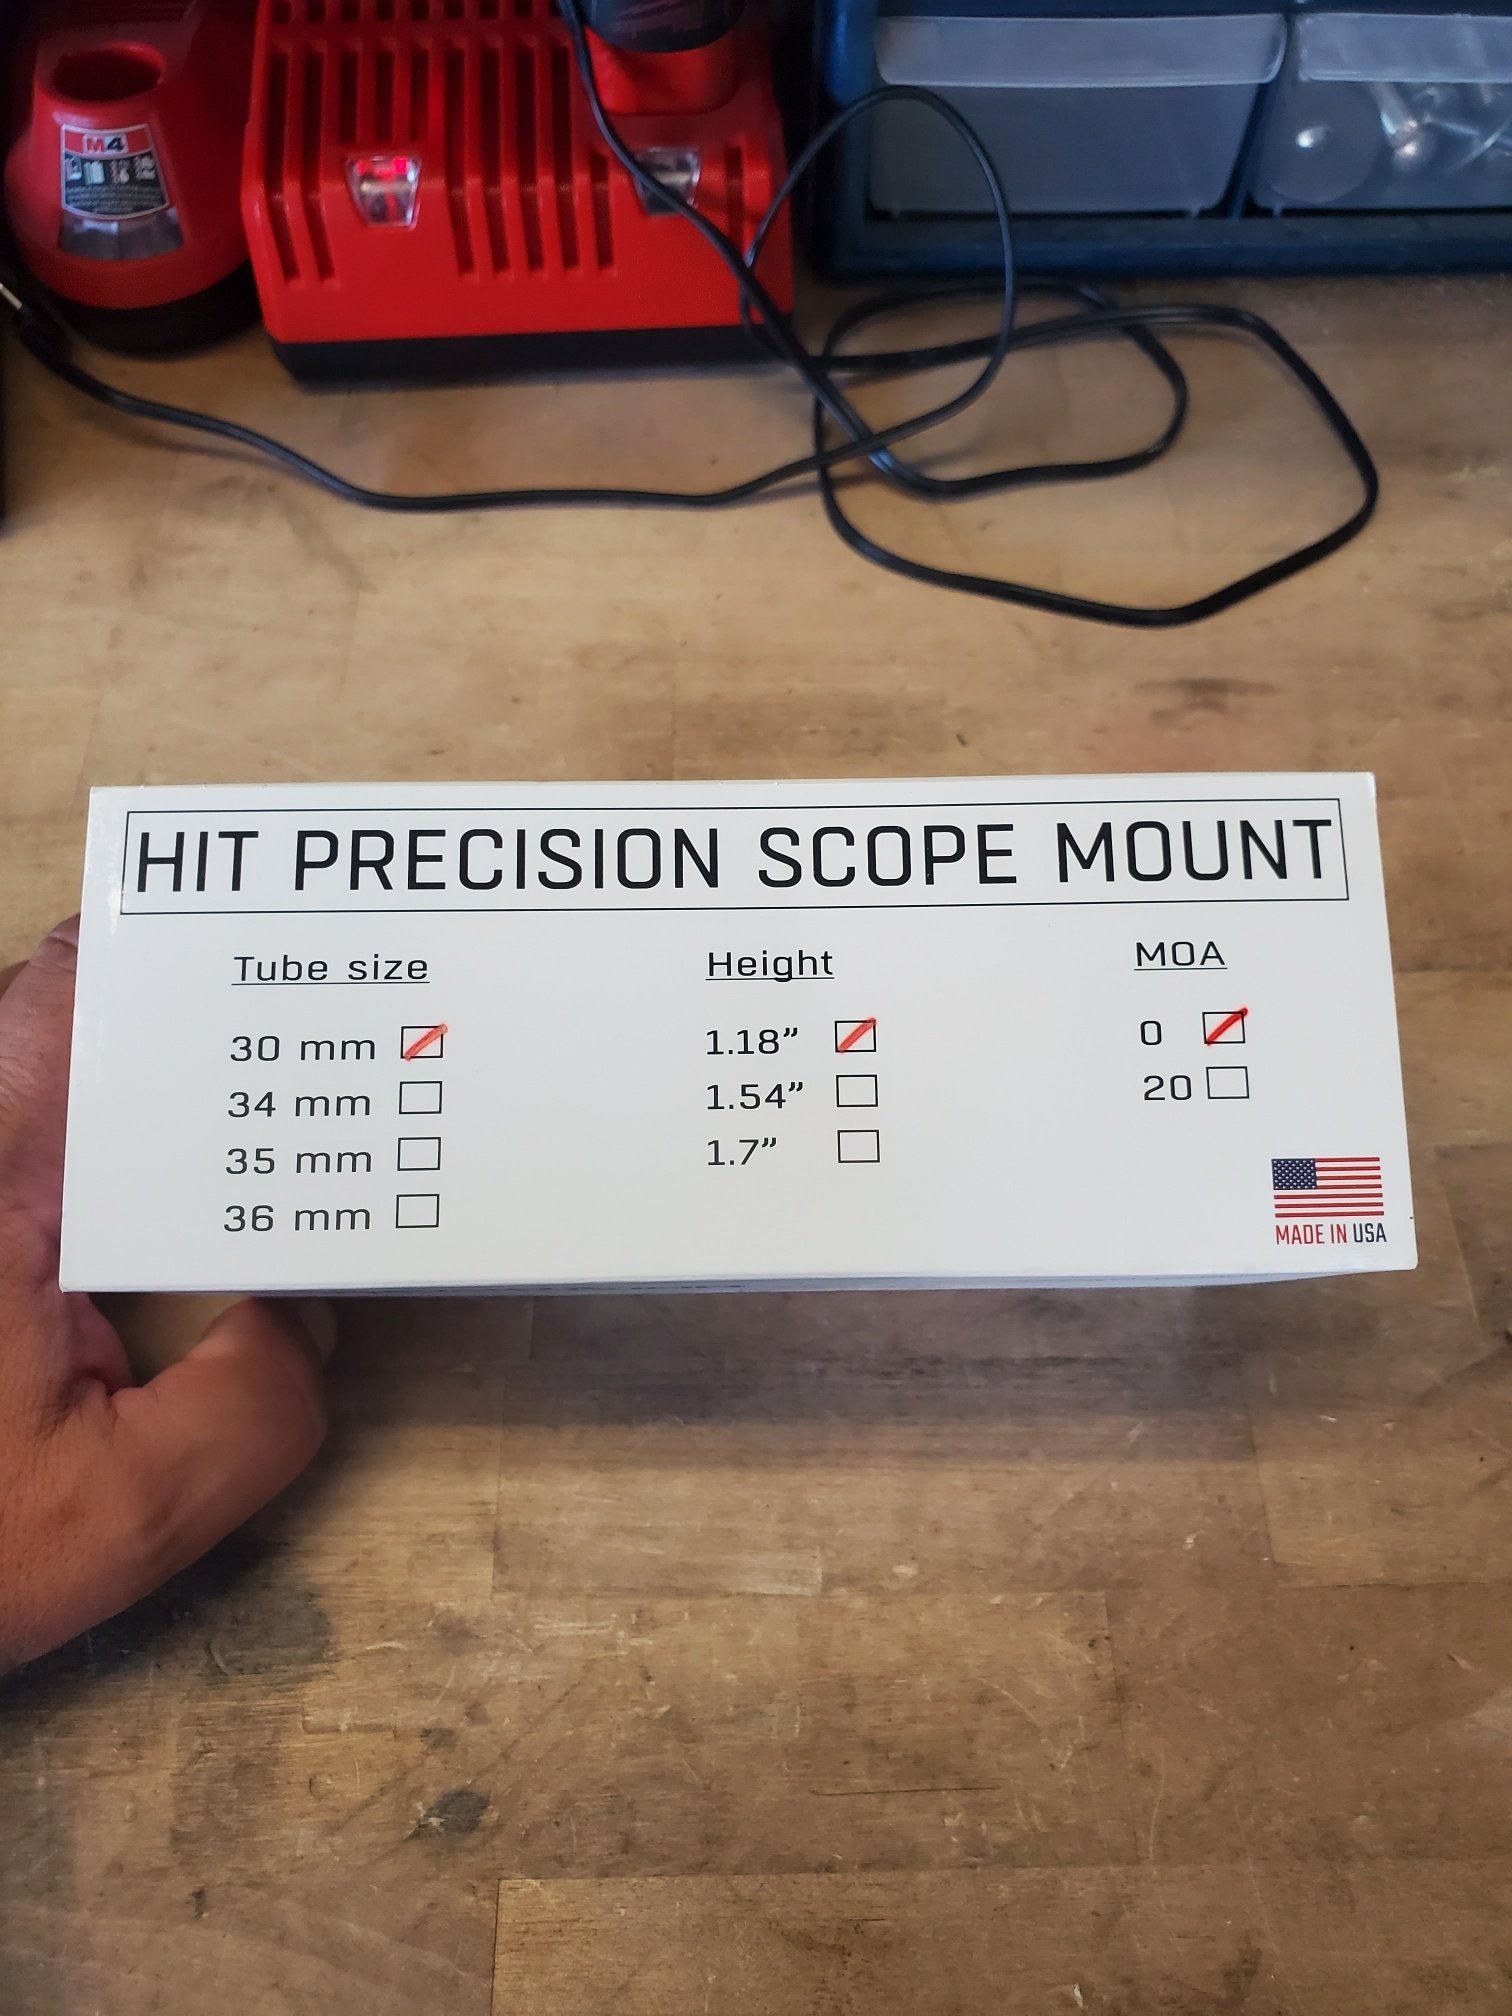 M4
HIT PRECISION SCOPE MOUNT
Tube size
30 mm
34 mm
35 mm
36 mm
Height
1.18”
1.54”
1.7”
MOA
0
20
MADE IN USA